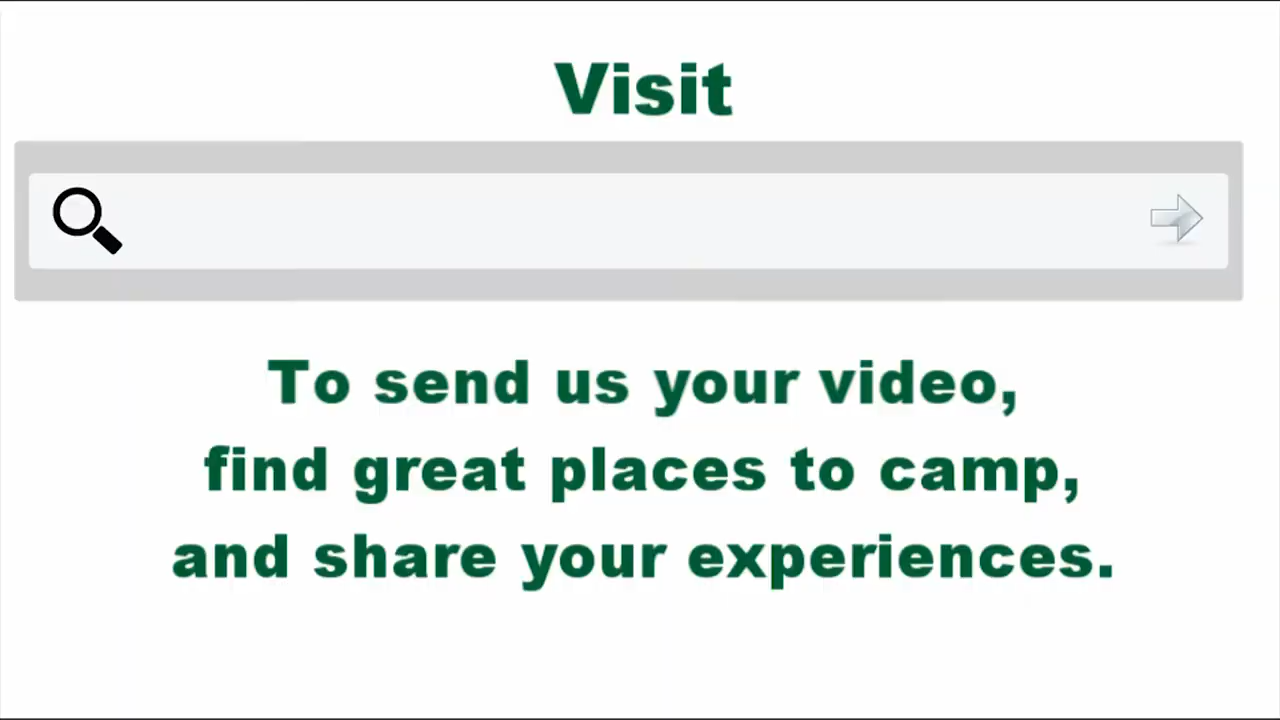 Visit
To send us your video,
find great places to camp,
and share your experiences.